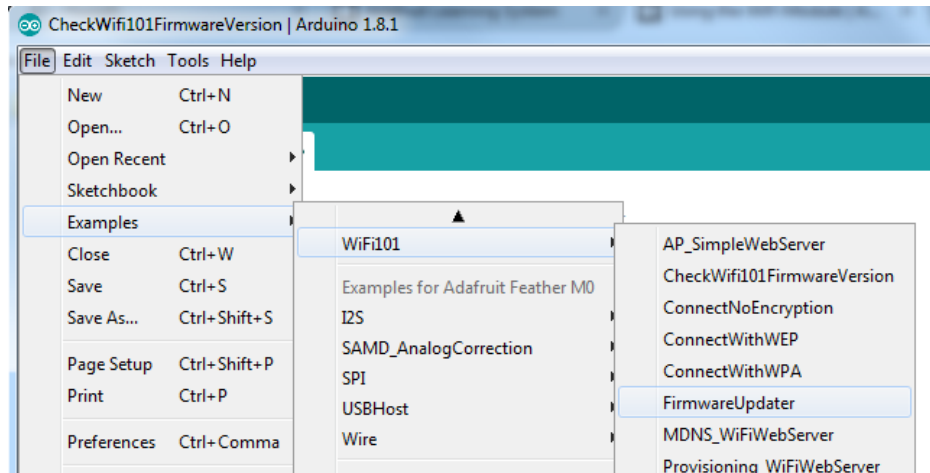 CheckWifi101FirmwareVersion | Arduino 1.8.1
File Edit Sketch Tools Help
New Ctrl+N
Open... Ctrl+O
Open Recent
Sketchbook
Examples
Close Ctrl+W
Save Ctrl+S
Save As... Ctrl+Shift+S
Page Setup Ctrl+Shift+P
Print Ctrl+P
Preferences Ctrl+Comma
WiFi101
Examples for Adafruit Feather M0
I2S
SAMD_AnalogCorrection
SPI
USBHost
Wire
AP_SimpleWebServer
CheckWifi101FirmwareVersion
ConnectNoEncryption
ConnectWithWEP
ConnectWithWPA
FirmwareUpdater
MDNS_WiFiWebServer
Provisioning_WiFiWebServer